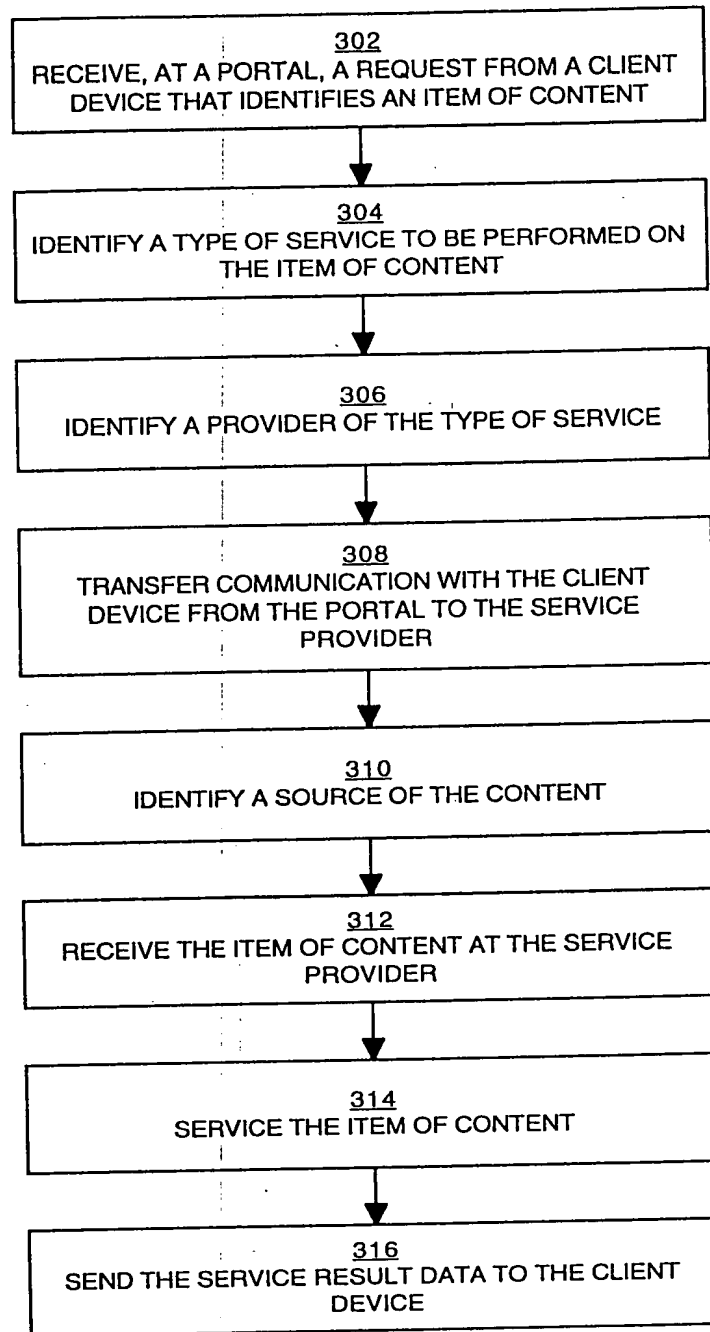 302
RECEIVE, AT A PORTAL, A REQUEST FROM A CLIENT
DEVICE THAT IDENTIFIES AN ITEM OF CONTENT
304
IDENTIFY A TYPE OF SERVICE TO BE PERFORMED ON
THE ITEM OF CONTENT
306
IDENTIFY A PROVIDER OF THE TYPE OF SERVICE
308
TRANSFER COMMUNICATION WITH THE CLIENT
DEVICE FROM THE PORTAL TO THE SERVICE
PROVIDER
310
IDENTIFY A SOURCE OF THE CONTENT
312
RECEIVE THE ITEM OF CONTENT AT THE SERVICE
PROVIDER
314
SERVICE THE ITEM OF CONTENT
316
SEND THE SERVICE RESULT DATA TO THE CLIENT
DEVICE